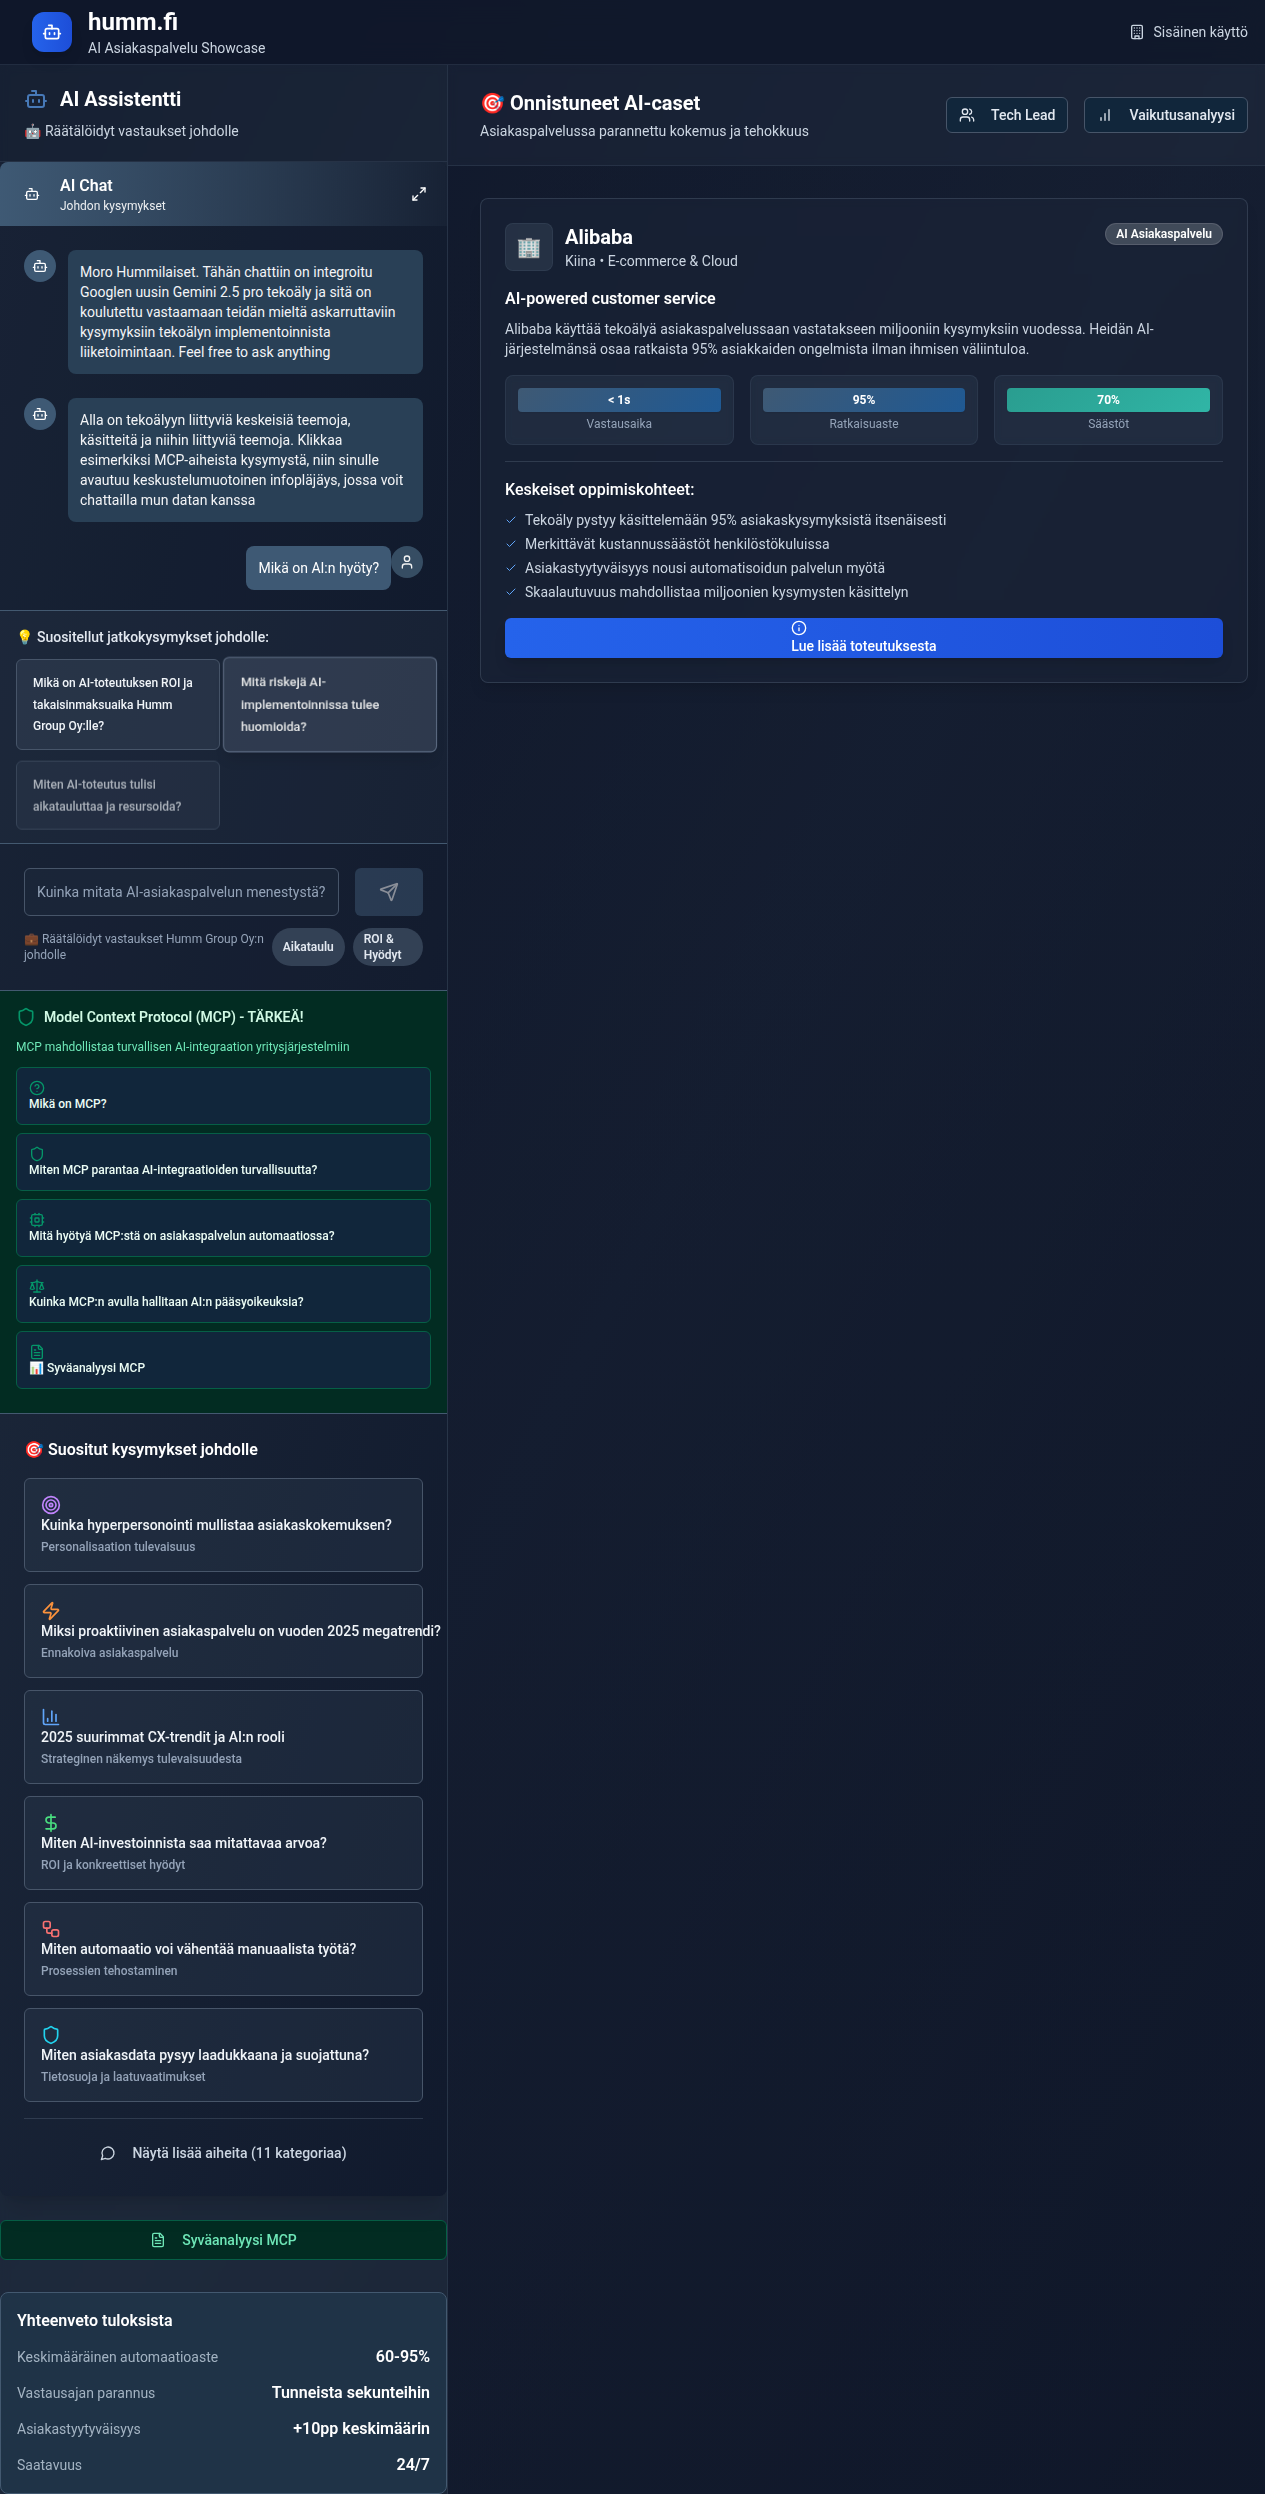 humm.fi
AI Asiakaspalvelu Showcase
Sisäinen käyttö
AI Assistentti
🤖 Räätälöidyt vastaukset johdolle
AI Chat
Johdon kysymykset
Moro Hummilaiset. Tähän chattiin on integroitu
Googlen uusin Gemini 2.5 pro tekoäly ja sitä on
koulutettu vastaamaan teidän mieltä askarruttaviin
kysymyksiin tekoälyn implementoinnista
liiketoimintaan. Feel free to ask anything
Alla on tekoälyyn liittyviä keskeisiä teemoja,
käsitteitä ja niihin liittyviä teemoja. Klikkaa
esimerkiksi MCP-aiheista kysymystä, niin sinulle
avautuu keskustelumuotoinen infopläjäys, jossa voit
chattailla mun datan kanssa
Mikä on AI:n hyöty?
💡 Suositellut jatkokysymykset johdolle:
Mikä on AI-toteutuksen ROI ja
takaisinmaksuaika Humm
Group Oy:lle?
Mitä riskejä AI-
implementoinnissa tulee
huomioida?
Miten AI-toteutus tulisi
aikatauluttaa ja resursoida?
Kuinka mitata AI-asiakaspalvelun menestystä?
💼 Räätälöidyt vastaukset Humm Group Oy:n
johdolle
Aikataulu
ROI &
Hyödyt
Model Context Protocol (MCP) - TÄRKEÄ!
MCP mahdollistaa turvallisen AI-integraation yritysjärjestelmiin
Mikä on MCP?
Miten MCP parantaa AI-integraatioiden turvallisuutta?
Mitä hyötyä MCP:stä on asiakaspalvelun automaatiossa?
Kuinka MCP:n avulla hallitaan AI:n pääsyoikeuksia?
📊 Syväanalyysi MCP
🎯 Suositut kysymykset johdolle
Kuinka hyperpersonointi mullistaa asiakaskokemuksen?
Personalisaation tulevaisuus
Miksi proaktiivinen asiakaspalvelu on vuoden 2025 megatrendi?
Ennakoiva asiakaspalvelu
2025 suurimmat CX-trendit ja AI:n rooli
Strateginen näkemys tulevaisuudesta
Miten AI-investoinnista saa mitattavaa arvoa?
ROI ja konkreettiset hyödyt
Miten automaatio voi vähentää manuaalista työtä?
Prosessien tehostaminen
Miten asiakasdata pysyy laadukkaana ja suojattuna?
Tietosuoja ja laatuvaatimukset
Näytä lisää aiheita (11 kategoriaa)
Syväanalyysi MCP
Yhteenveto tuloksista
Keskimääräinen automaatioaste 60-95%
Vastausajan parannus Tunneista sekunteihin
Asiakastyytyväisyys +10pp keskimäärin
Saatavuus 24/7
🎯 Onnistuneet AI-caset
Asiakaspalvelussa parannettu kokemus ja tehokkuus
Tech Lead
Vaikutusanalyysi
Alibaba
Kiina • E-commerce & Cloud
AI Asiakaspalvelu
AI-powered customer service
Alibaba käyttää tekoälyä asiakaspalvelussaan vastatakseen miljooniin kysymyksiin vuodessa. Heidän AI-
järjestelmänsä osaa ratkaista 95% asiakkaiden ongelmista ilman ihmisen väliintuloa.
< 1s
Vastausaika
95%
Ratkaisuaste
70%
Säästöt
Keskeiset oppimiskohteet:
Tekoäly pystyy käsittelemään 95% asiakaskysymyksistä itsenäisesti
Merkittävät kustannussäästöt henkilöstökuluissa
Asiakastyytyväisyys nousi automatisoidun palvelun myötä
Skaalautuvuus mahdollistaa miljoonien kysymysten käsittelyn
Lue lisää toteutuksesta